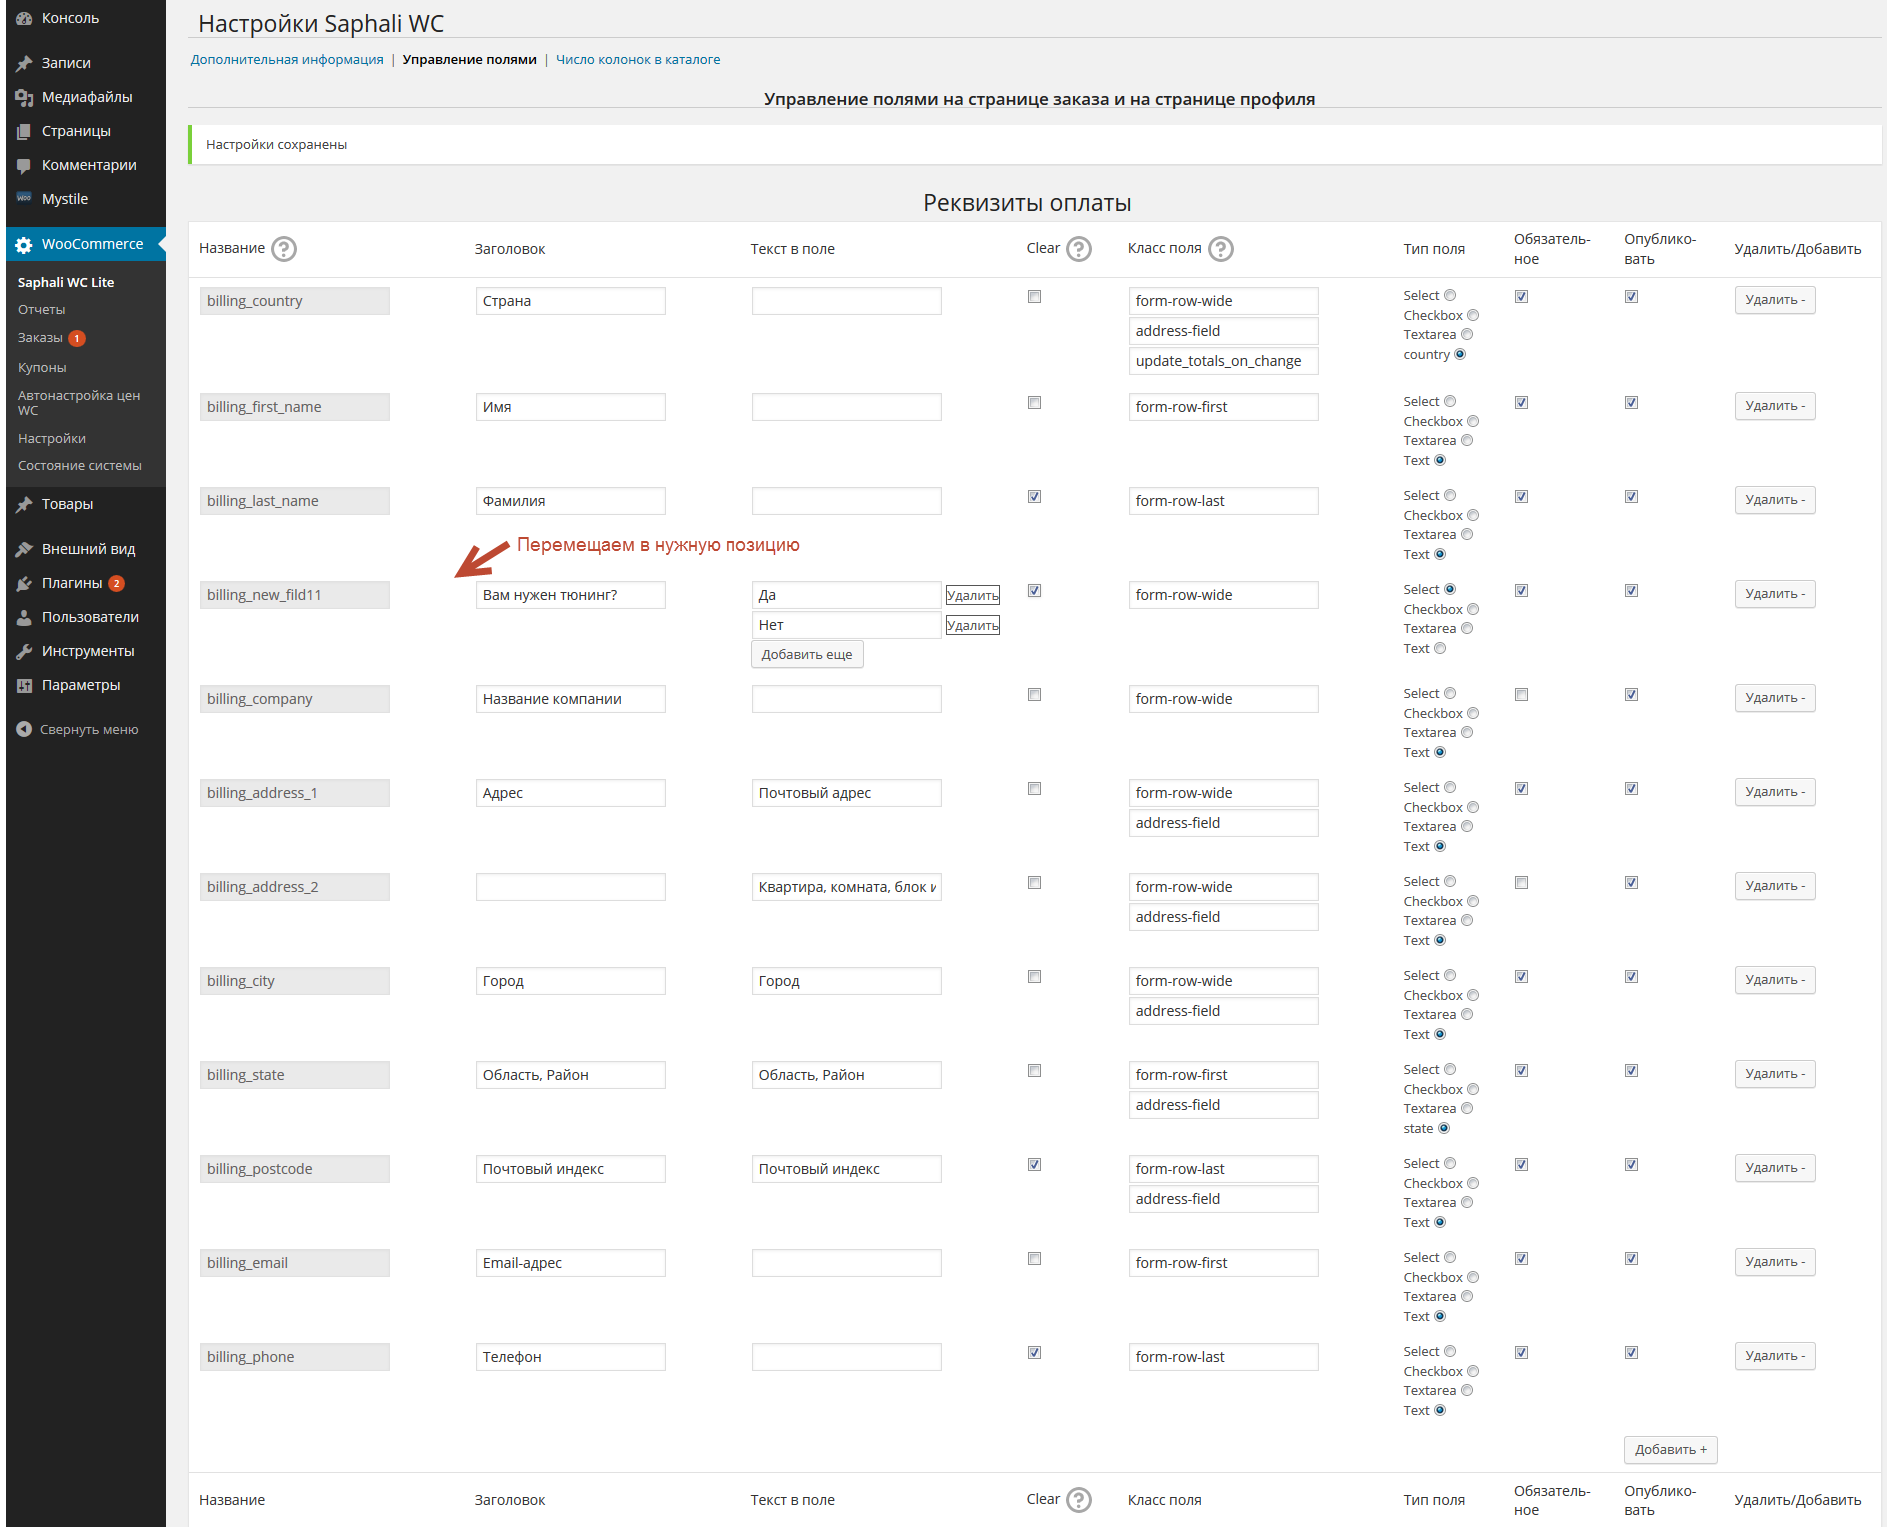 Консоль
Записи
Медиафайлы
Страницы
Комментарии
Woo Mystile
WooCommerce
Saphali WC Lite
Отчеты
Заказы 1
Купоны
Автонастройка цен
WC
Настройки
Состояние системы
Товары
Внешний вид
Плагины 2
Пользователи
Инструменты
Параметры
Свернуть меню
Настройки Saphali WC
Дополнительная информация | Управление полями | Число колонок в каталоге
Управление полями на странице заказа и на странице профиля
Настройки сохранены
Реквизиты оплаты
Название ? Заголовок Текст в поле Clear ? Класс поля ? Тип поля Обязатель-ное Опублико-вать Удалить/Добавить
billing_country Страна form-row-wide Select Удалить -
address-field Checkbox
update_totals_on_change Textarea
country
billing_first_name Имя form-row-first Select Удалить -
Checkbox
Textarea
Text
billing_last_name Фамилия form-row-last Select Удалить -
Checkbox
Textarea
Text
Перемещаем в нужную позицию
billing_new_fild11 Вам нужен тюнинг? Да Удалить form-row-wide Select Удалить -
Нет Удалить Checkbox
Добавить еще Textarea
Text
billing_company Название компании form-row-wide Select Удалить -
Checkbox
Textarea
Text
billing_address_1 Адрес Почтовый адрес form-row-wide Select Удалить -
address-field Checkbox
Textarea
Text
billing_address_2 Квартира, комната, блок form-row-wide Select Удалить -
address-field Checkbox
Textarea
Text
billing_city Город Город form-row-wide Select Удалить -
address-field Checkbox
Textarea
Text
billing_state Область, Район Область, Район form-row-first Select Удалить -
address-field Checkbox
Textarea
state
billing_postcode Почтовый индекс Почтовый индекс form-row-last Select Удалить -
address-field Checkbox
Textarea
Text
billing_email Email-адрес form-row-first Select Удалить -
Checkbox
Textarea
Text
billing_phone Телефон form-row-last Select Удалить -
Checkbox
Textarea
Text
Добавить +
Название Заголовок Текст в поле Clear ? Класс поля Тип поля Обязатель-ное Опублико-вать Удалить/Добавить